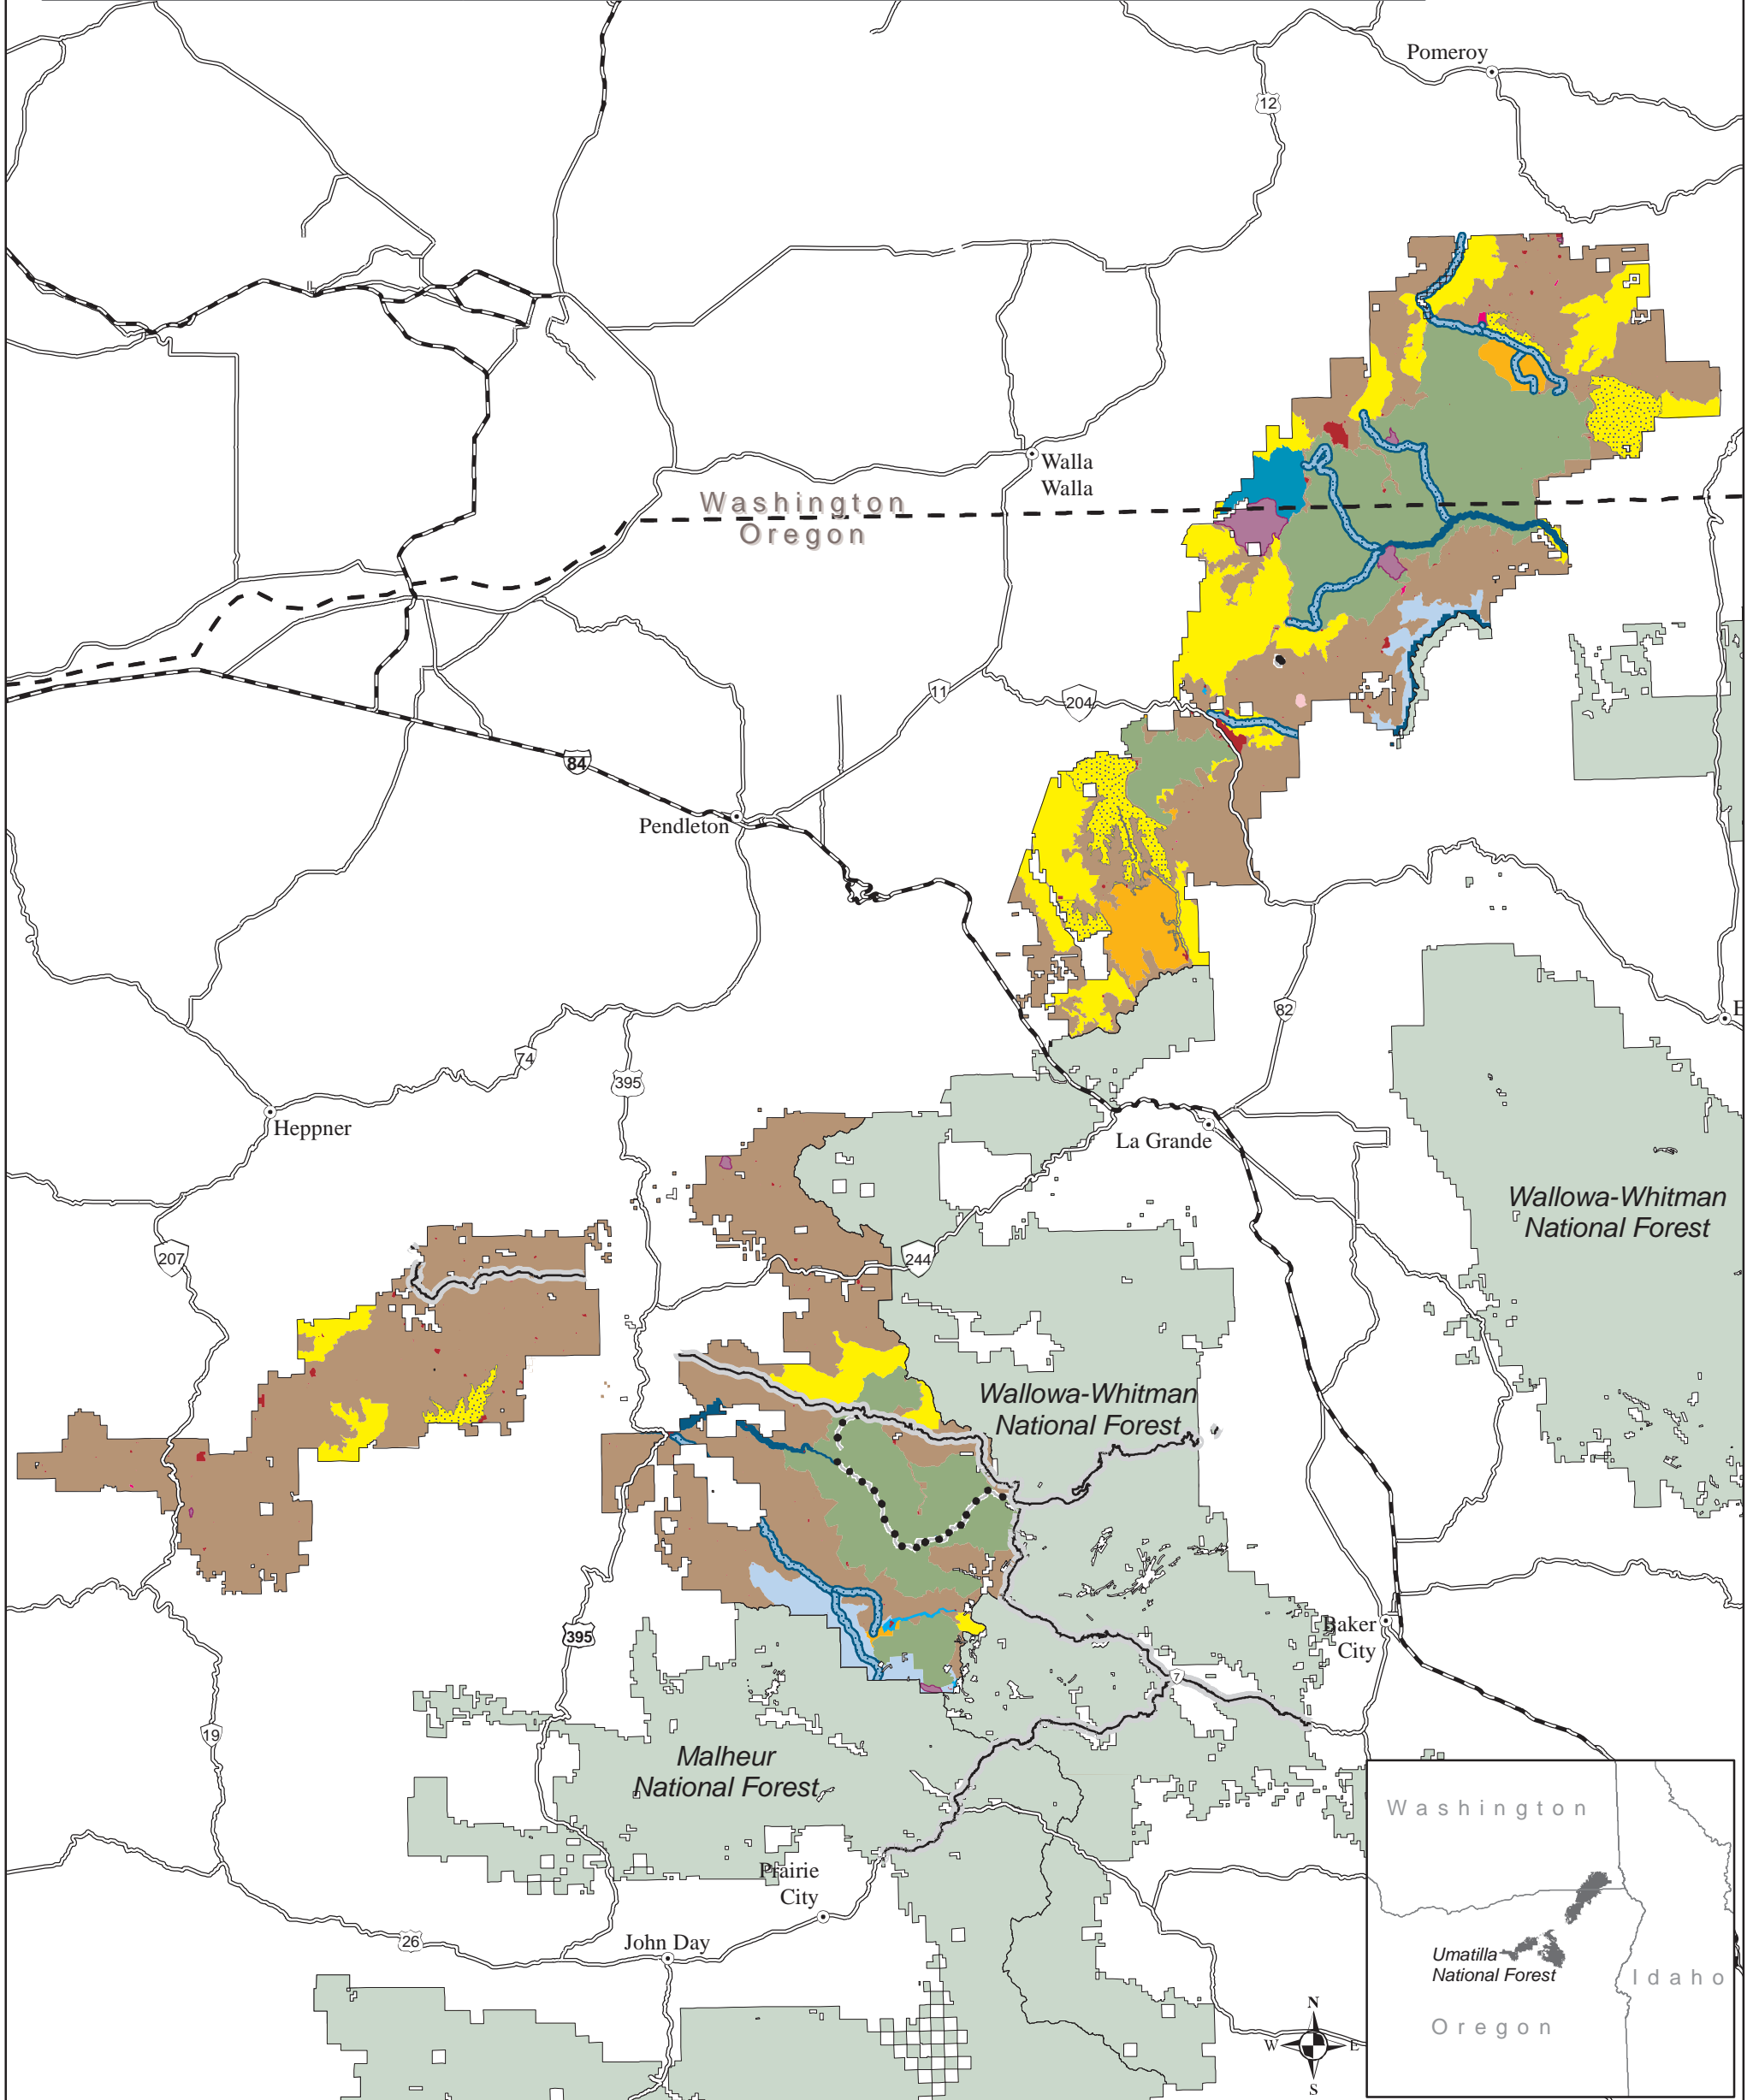 Pomeroy
12
Walla
Walla
Washington
Oregon
11
204
84
Pendleton
82
74
395
Heppner
La Grande
Wallowa-Whitman
National Forest
207
244
Wallowa-Whitman
National Forest
Baker
City
395
7
19
Malheur
National Forest
Prairie
City
26
John Day
Washington
Umatilla
National Forest
Idaho
Oregon
N
W
E
S